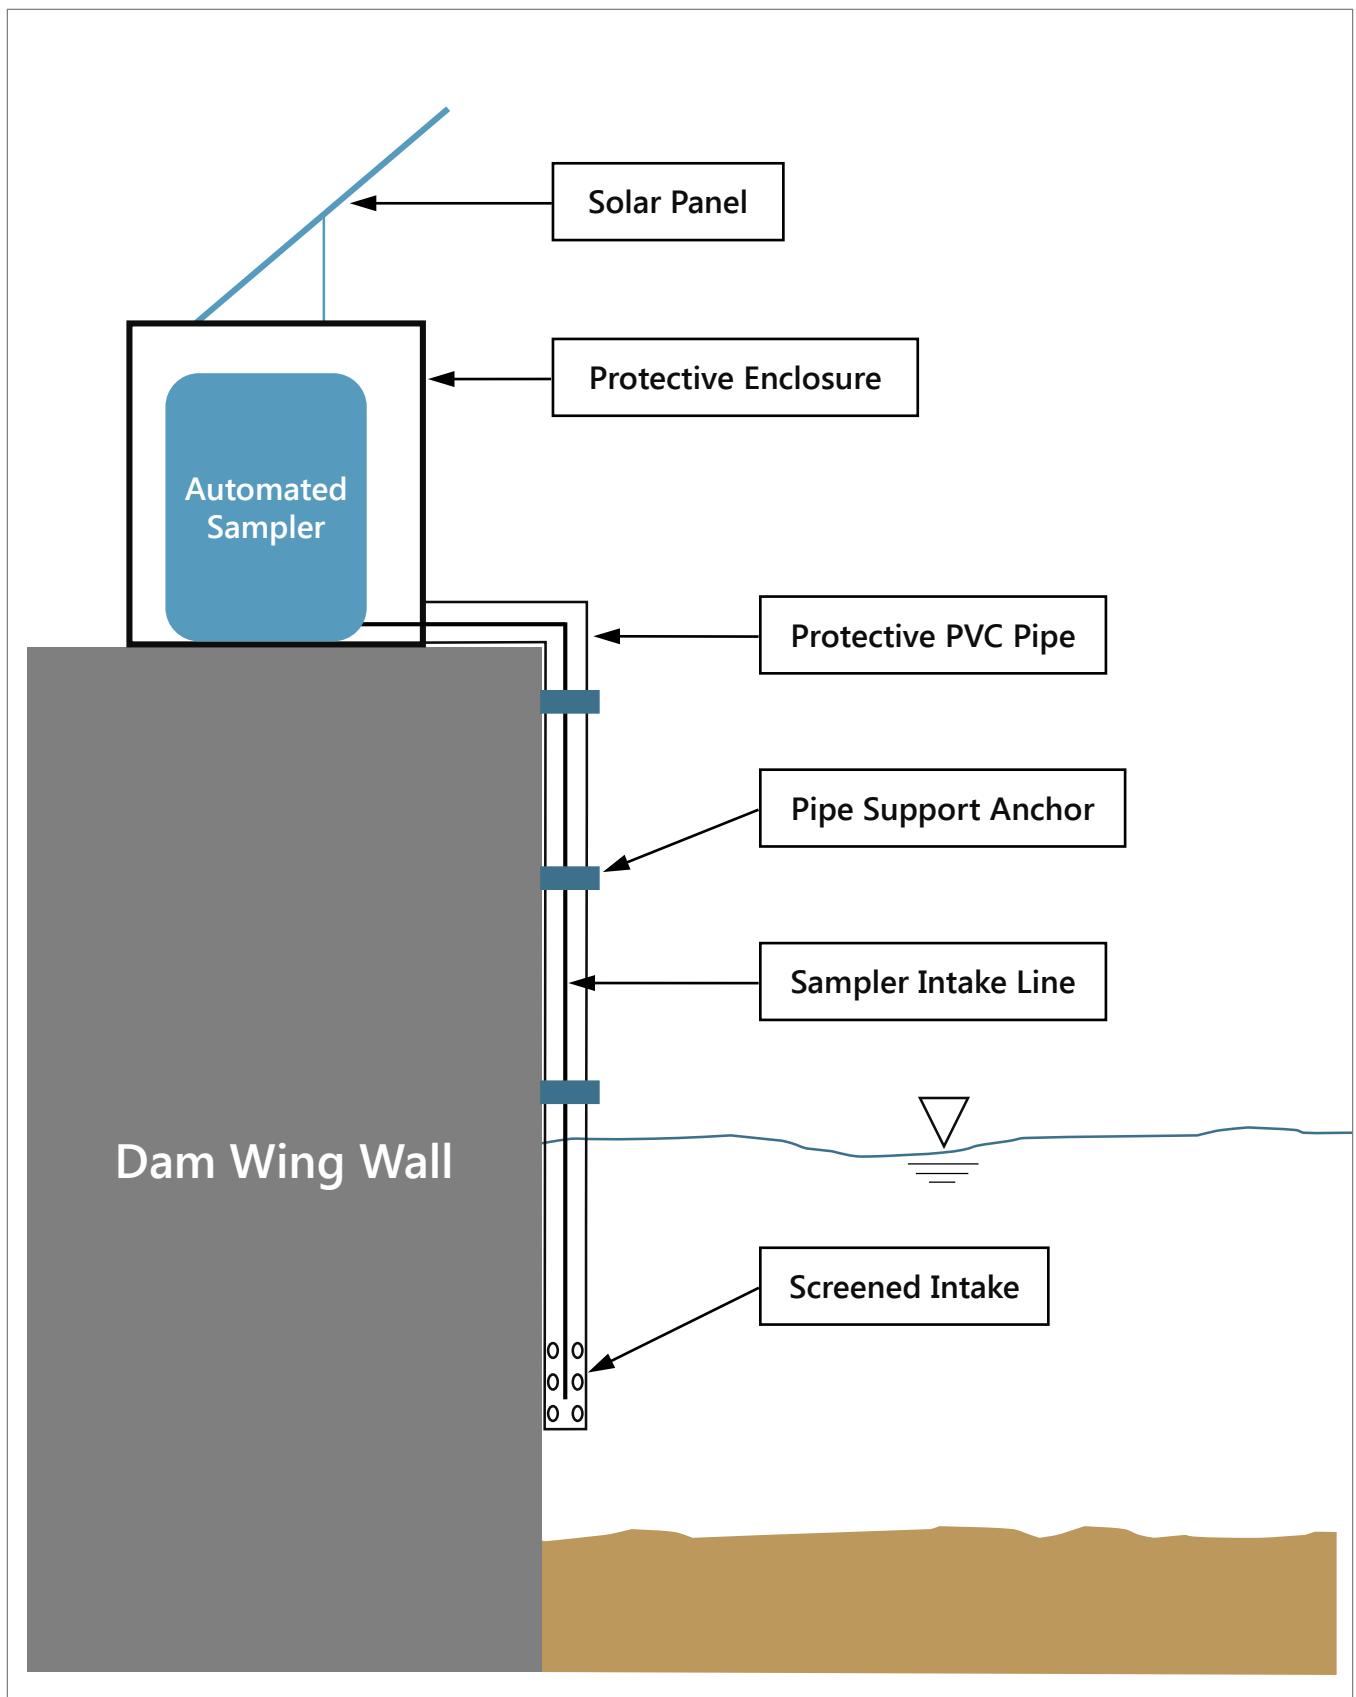 Solar Panel
Protective Enclosure
Automated
Sampler
Protective PVC Pipe
Pipe Support Anchor
Sampler Intake Line
Dam Wing Wall
Screened Intake